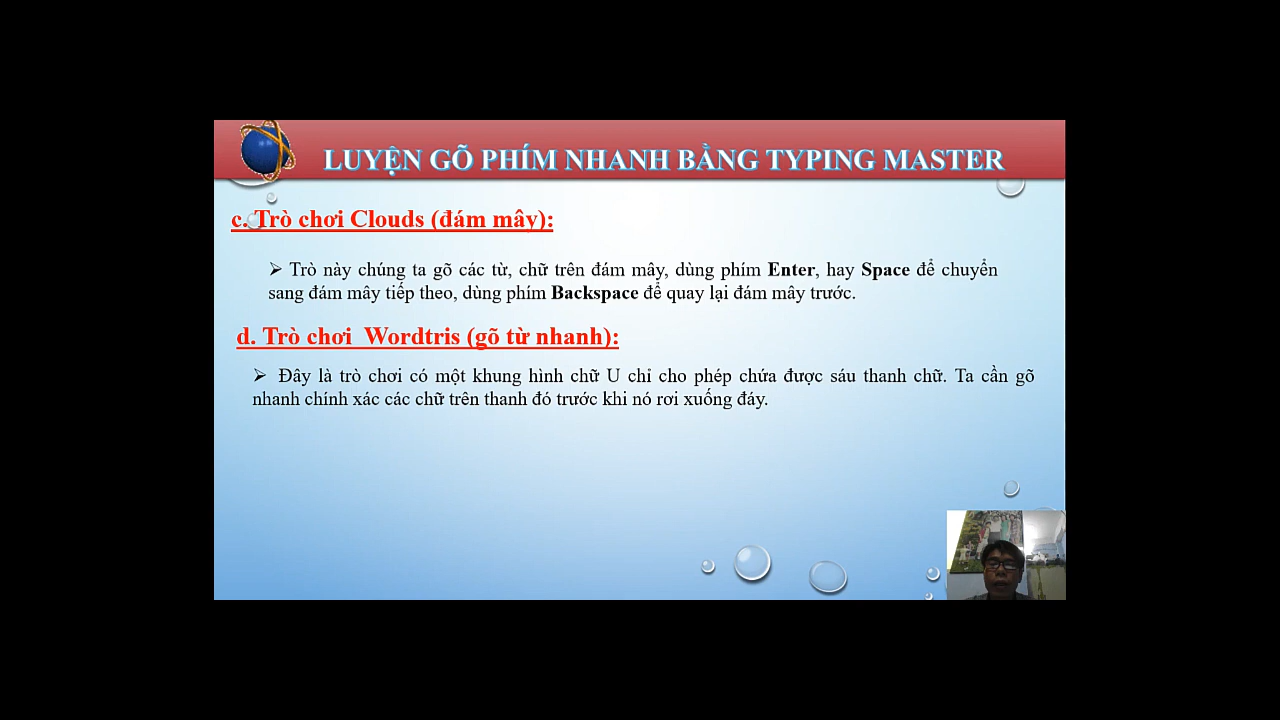 LUYỆN GÕ PHÍM NHANH BẰNG TYPING MASTER
c. Trò chơi Clouds (đám mây):
➢ Trò này chúng ta gõ các từ, chữ trên đám mây, dùng phím Enter, hay Space để chuyển
sang đám mây tiếp theo, dùng phím Backspace để quay lại đám mây trước.
d. Trò chơi Wordtris (gõ từ nhanh):
➢ Đây là trò chơi có một khung hình chữ U chỉ cho phép chứa được sáu thanh chữ. Ta cần gõ
nhanh chính xác các chữ trên thanh đó trước khi nó rơi xuống đáy.